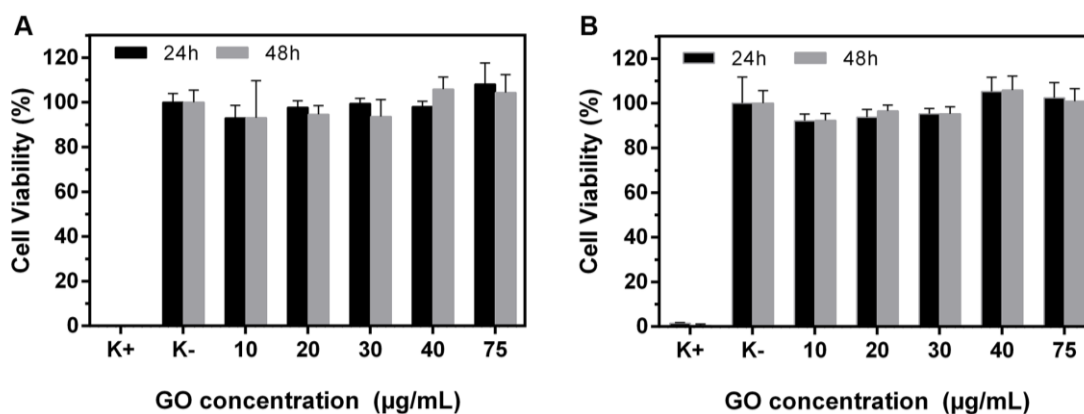 A
24h 48h
Cell Viability (%)
120
100
80
60
40
20
0
K+ K- 10 20 30 40 75
GO concentration (µg/mL)
B
24h 48h
Cell Viability (%)
120
100
80
60
40
20
0
K+ K- 10 20 30 40 75
GO concentration (µg/mL)